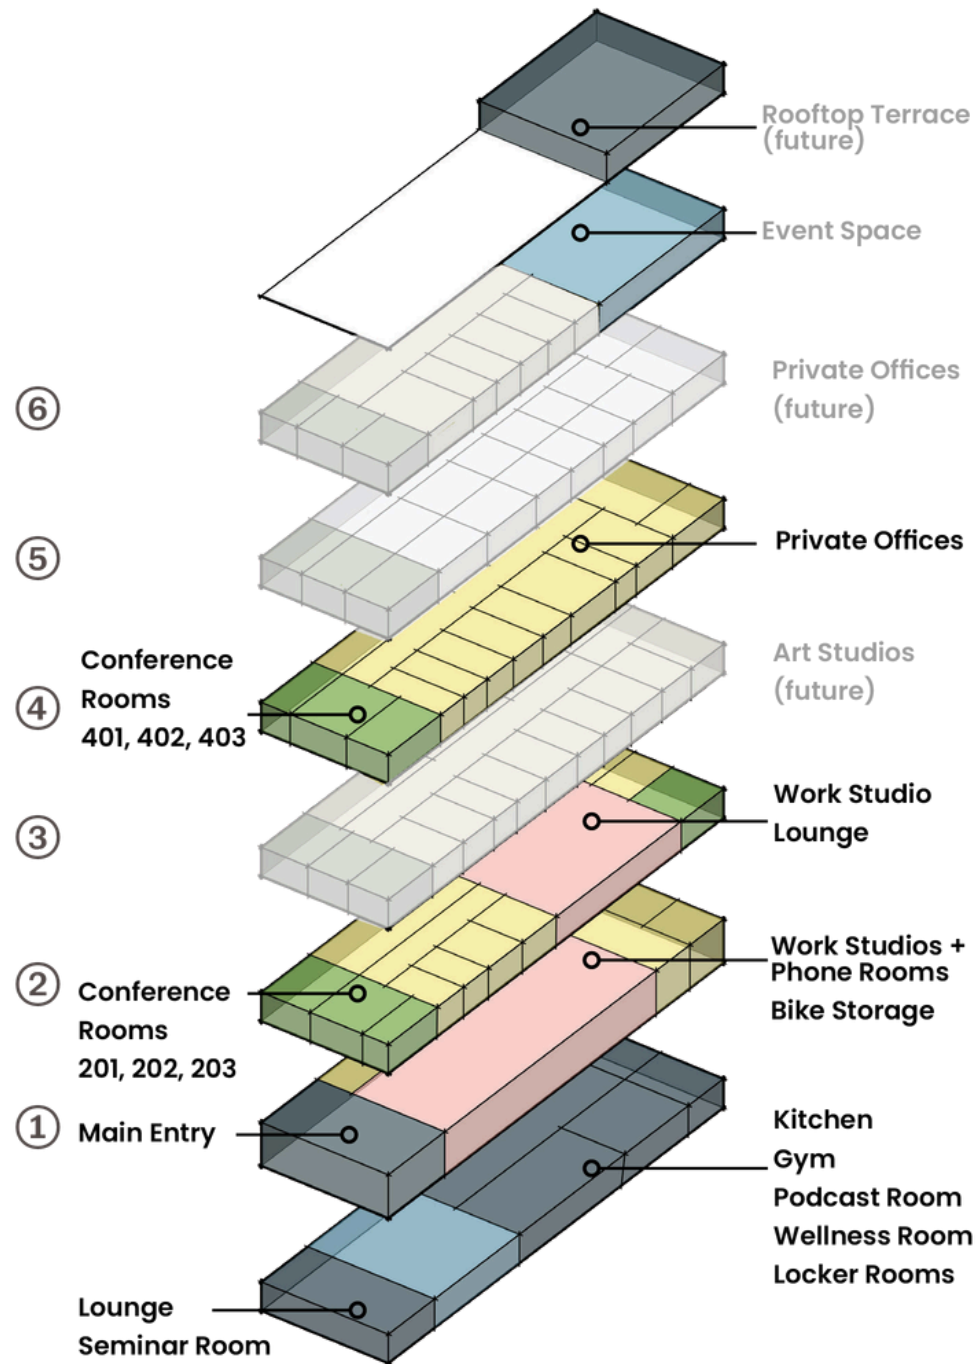 Rooftop Terrace
(future)
Event Space
6
Private Offices
(future)
5
Private Offices
Conference
Rooms
401, 402, 403
4
Art Studios
(future)
3
Work Studio
Lounge
2
Conference
Rooms
201, 202, 203
Work Studios +
Phone Rooms
Bike Storage
1
Main Entry
Kitchen
Gym
Podcast Room
Wellness Room
Locker Rooms
Lounge
Seminar Room